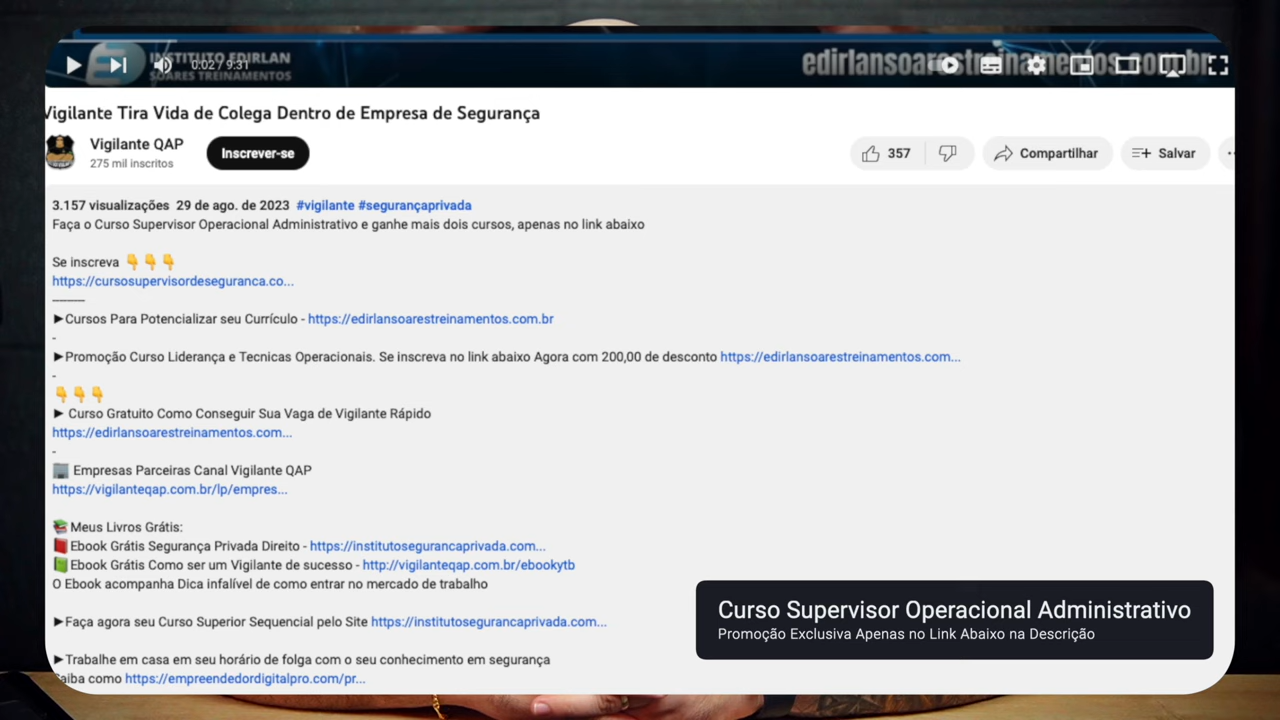 INSTITUTO EDIRLAN
SOARES TREINAMENTOS
0:02 / 9:31
edirlansoarestreinamentos.com.br
Vigilante Tira Vida de Colega Dentro de Empresa de Segurança
Vigilante QAP
275 mil inscritos
Inscrever-se
357
Compartilhar
Salvar
3.157 visualizações 29 de ago. de 2023 #vigilante #segurançaprivada
Faça o Curso Supervisor Operacional Administrativo e ganhe mais dois cursos, apenas no link abaixo
Se inscreva 👇👇👇
https://cursosupervisordeseguranca.co...
----------
►Cursos Para Potencializar seu Currículo - https://edirlansoarestreinamentos.com.br
-
►Promoção Curso Liderança e Tecnicas Operacionais. Se inscreva no link abaixo Agora com 200,00 de desconto https://edirlansoarestreinamentos.com...
-
👇👇👇
► Curso Gratuito Como Conseguir Sua Vaga de Vigilante Rápido
https://edirlansoarestreinamentos.com...
-
🏢 Empresas Parceiras Canal Vigilante QAP
https://vigilanteqap.com.br/lp/empres...
📚 Meus Livros Grátis:
📕 Ebook Grátis Segurança Privada Direito - https://institutosegurancaprivada.com...
📗 Ebook Grátis Como ser um Vigilante de sucesso - http://vigilanteqap.com.br/ebookytb
O Ebook acompanha Dica infalível de como entrar no mercado de trabalho
►Faça agora seu Curso Superior Sequencial pelo Site https://institutosegurancaprivada.com...
►Trabalhe em casa em seu horário de folga com o seu conhecimento em segurança
Saiba como https://empreendedordigitalpro.com/pr...
Curso Supervisor Operacional Administrativo
Promoção Exclusiva Apenas no Link Abaixo na Descrição